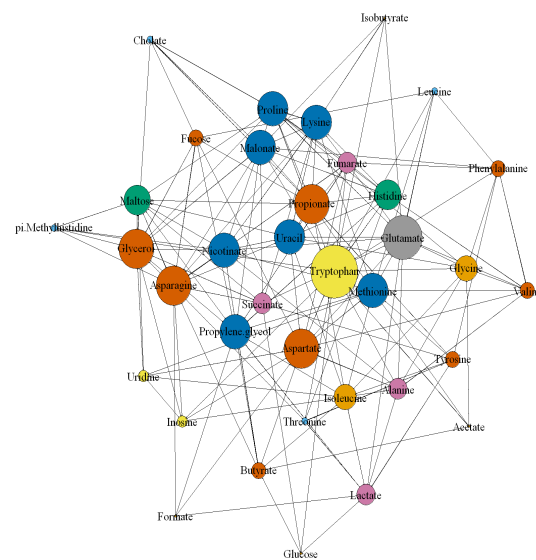 Isobutyrate
Cholate
Leucine
Proline
Lysine
Fucose
Malonate
Fumarate
Phenylalanine
Maltose
Propionate
Histidine
pi.Methylhistidine
Glycerol
Nicotinate
Uracil
Glutamate
Tryptophan
Glycine
Asparagine
Methionine
Valin
Succinate
Propylene.glycol
Aspartate
Tyrosine
Uridine
Isoleucine
Alanine
Inosine
Threonine
Acetate
Butyrate
Lactate
Formate
Glucose